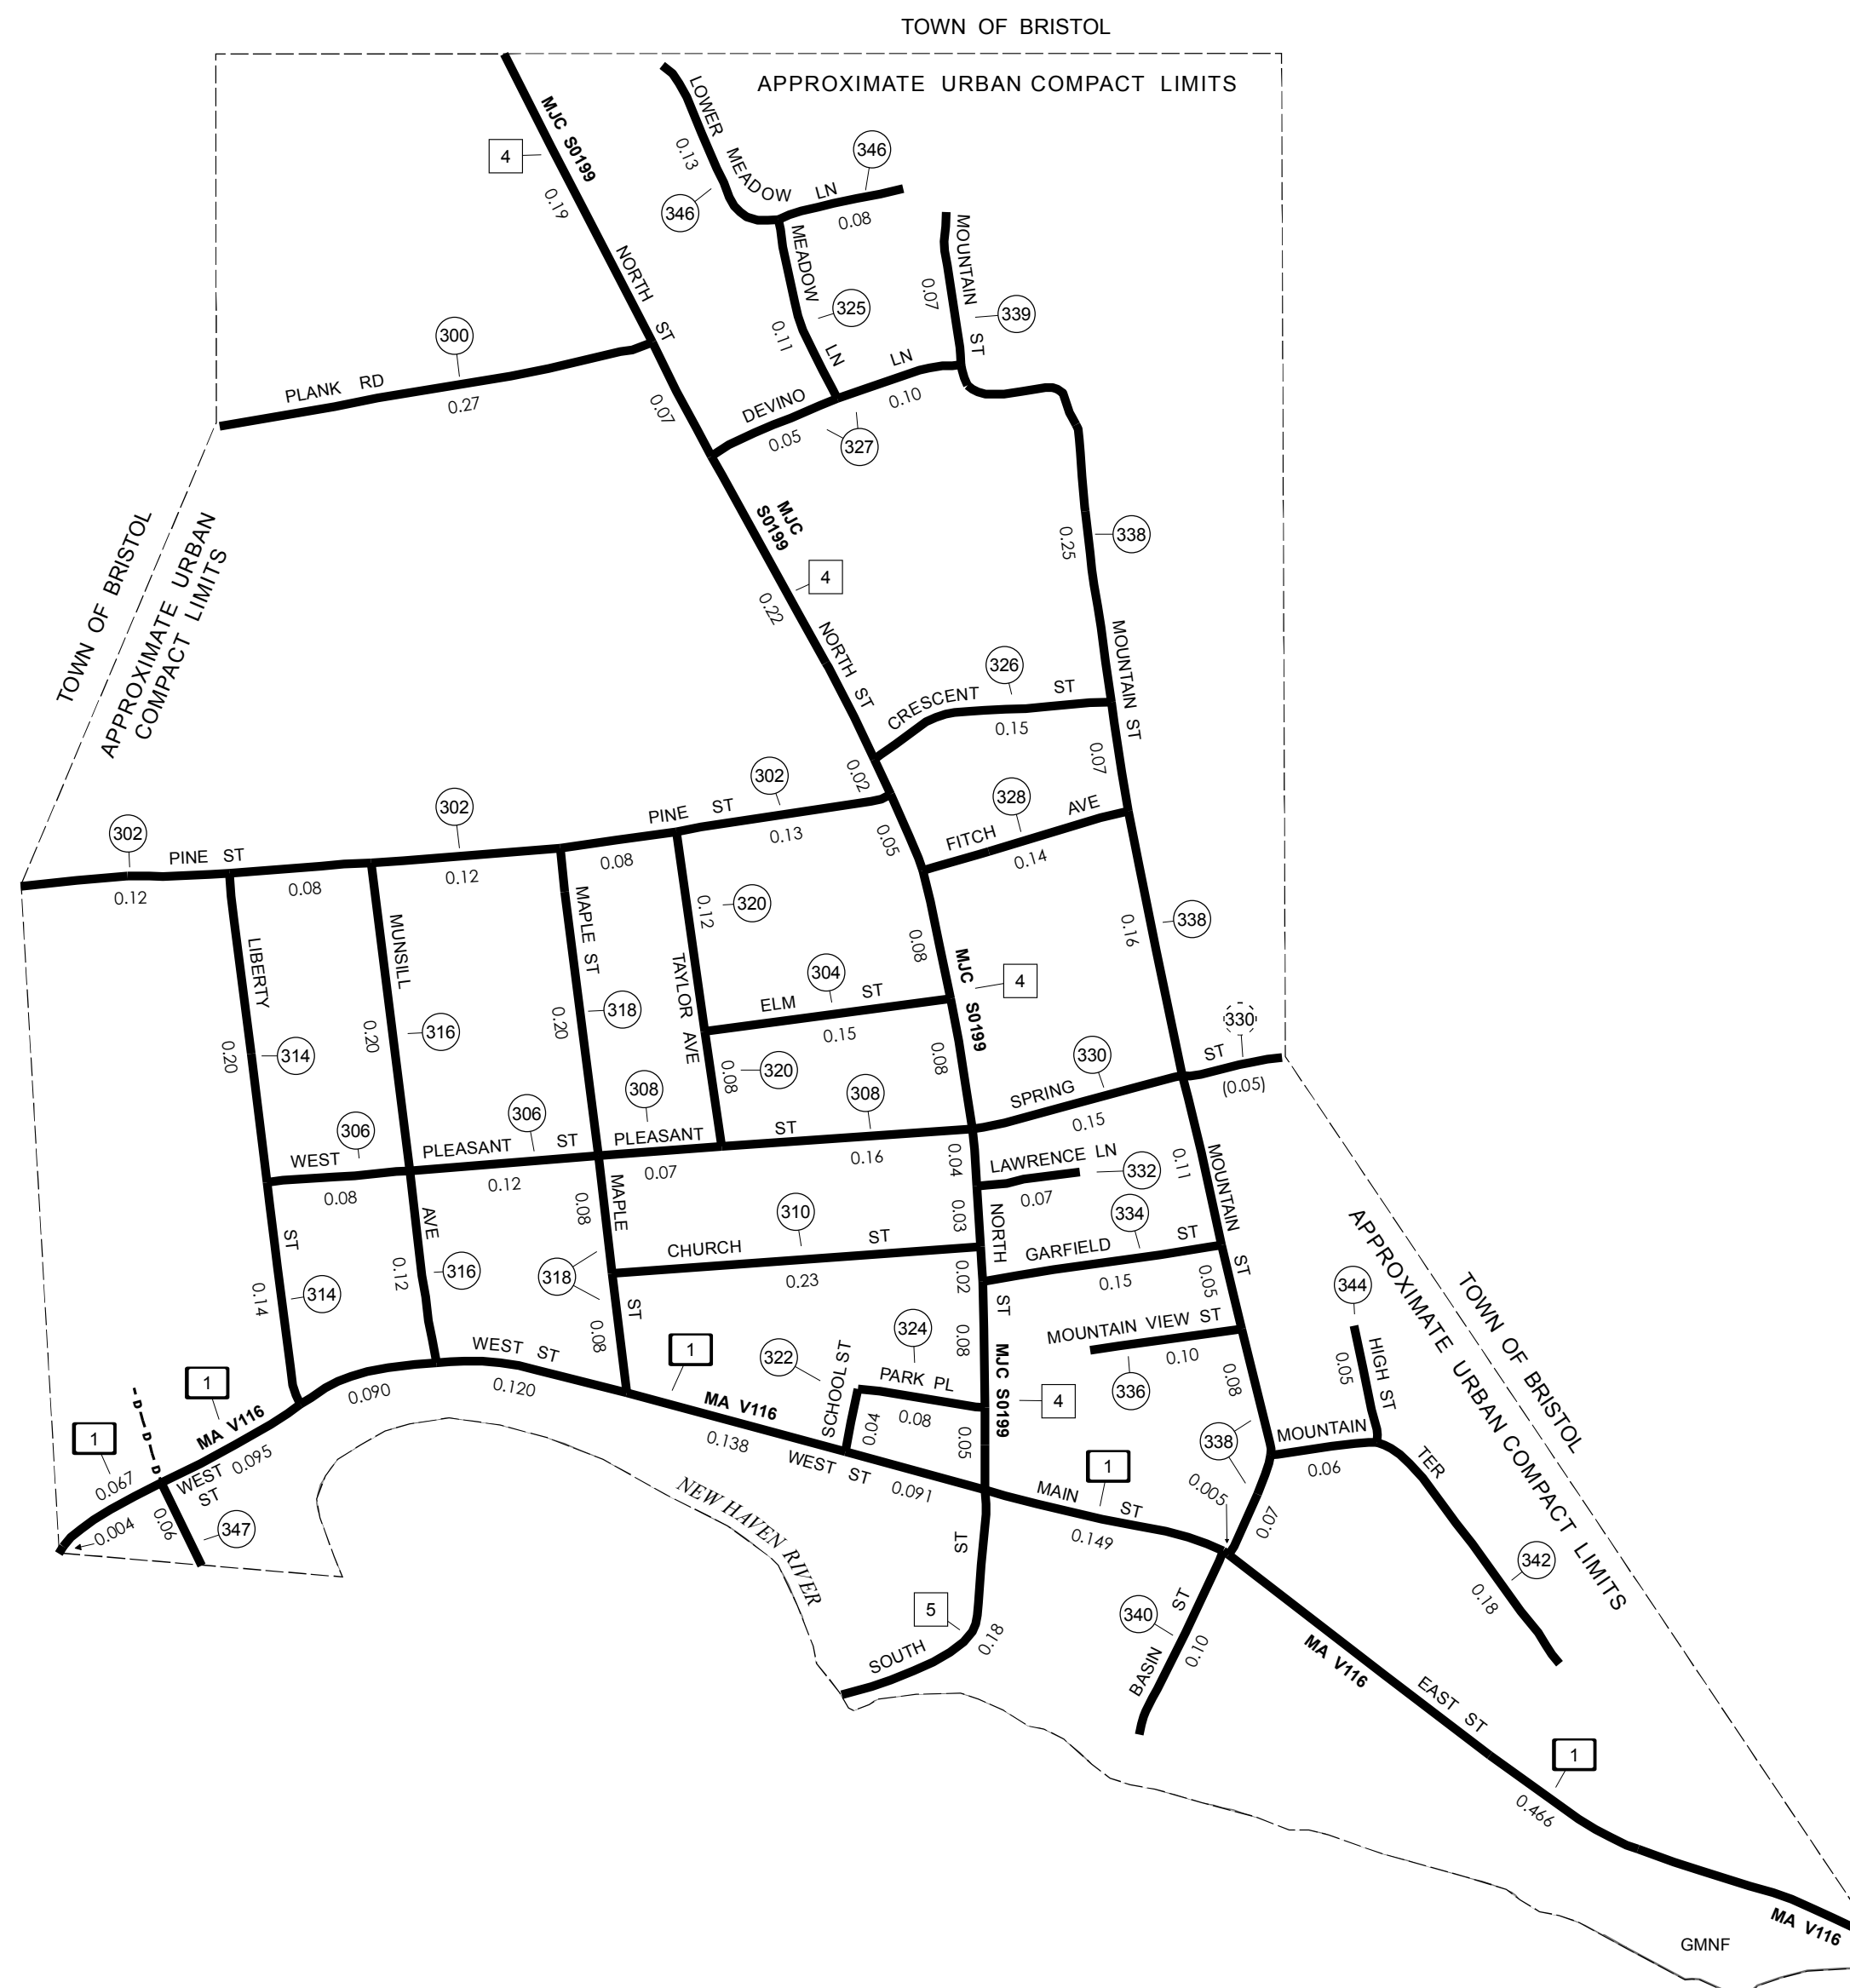 TOWN OF BRISTOL
APPROXIMATE URBAN COMPACT LIMITS
MJC S0199
4
0.19
NORTH ST
LOWER MEADOW LN
0.13
346
346
0.08
MEADOW LN
325
0.11
MOUNTAIN ST
0.07
339
300
PLANK RD
0.27
0.07
DEVINO LN
0.05
0.10
327
TOWN OF BRISTOL
APPROXIMATE URBAN
COMPACT LIMITS
MJC
S0199
4
0.22
NORTH ST
338
0.25
MOUNTAIN ST
326
CRESCENT ST
0.15
0.07
0.02
302
302
302
PINE ST
PINE ST
0.12
0.08
0.12
0.08
0.13
0.05
328
FITCH AVE
0.14
338
0.16
LIBERTY
MUNSILL
MAPLE ST
TAYLOR AVE
0.12
320
0.08
MJC S0199
4
304
ELM ST
0.15
0.20
314
0.20
316
0.20
318
320
0.08
0.08
330
SPRING ST
0.15
330
(0.05)
306
306
308
308
WEST PLEASANT ST
PLEASANT ST
0.08
0.12
0.07
0.16
0.04
LAWRENCE LN
332
0.07
0.11
MOUNTAIN ST
ST
AVE
MAPLE ST
0.08
310
CHURCH ST
0.23
0.03
NORTH ST
334
GARFIELD ST
0.15
0.02
0.05
0.14
314
0.12
316
318
0.08
MOUNTAIN VIEW ST
0.10
336
344
HIGH ST
0.05
TOWN OF BRISTOL
APPROXIMATE URBAN COMPACT LIMITS
WEST ST
1
322
SCHOOL ST
324
PARK PL
0.08
0.04
0.08
0.05
MJC S0199
4
0.08
338
MOUNTAIN TER
0.06
1
MA V116
0.090
0.120
MA V116
0.138
WEST ST
0.091
MAIN ST
1
0.149
0.005
0.07
1
0.067
0.095
WEST
ST
0.004
0.06
347
NEW HAVEN RIVER
ST
5
SOUTH
0.18
340
BASIN ST
0.10
342
0.18
MA V116
EAST ST
1
0.466
MA V116
GMNF